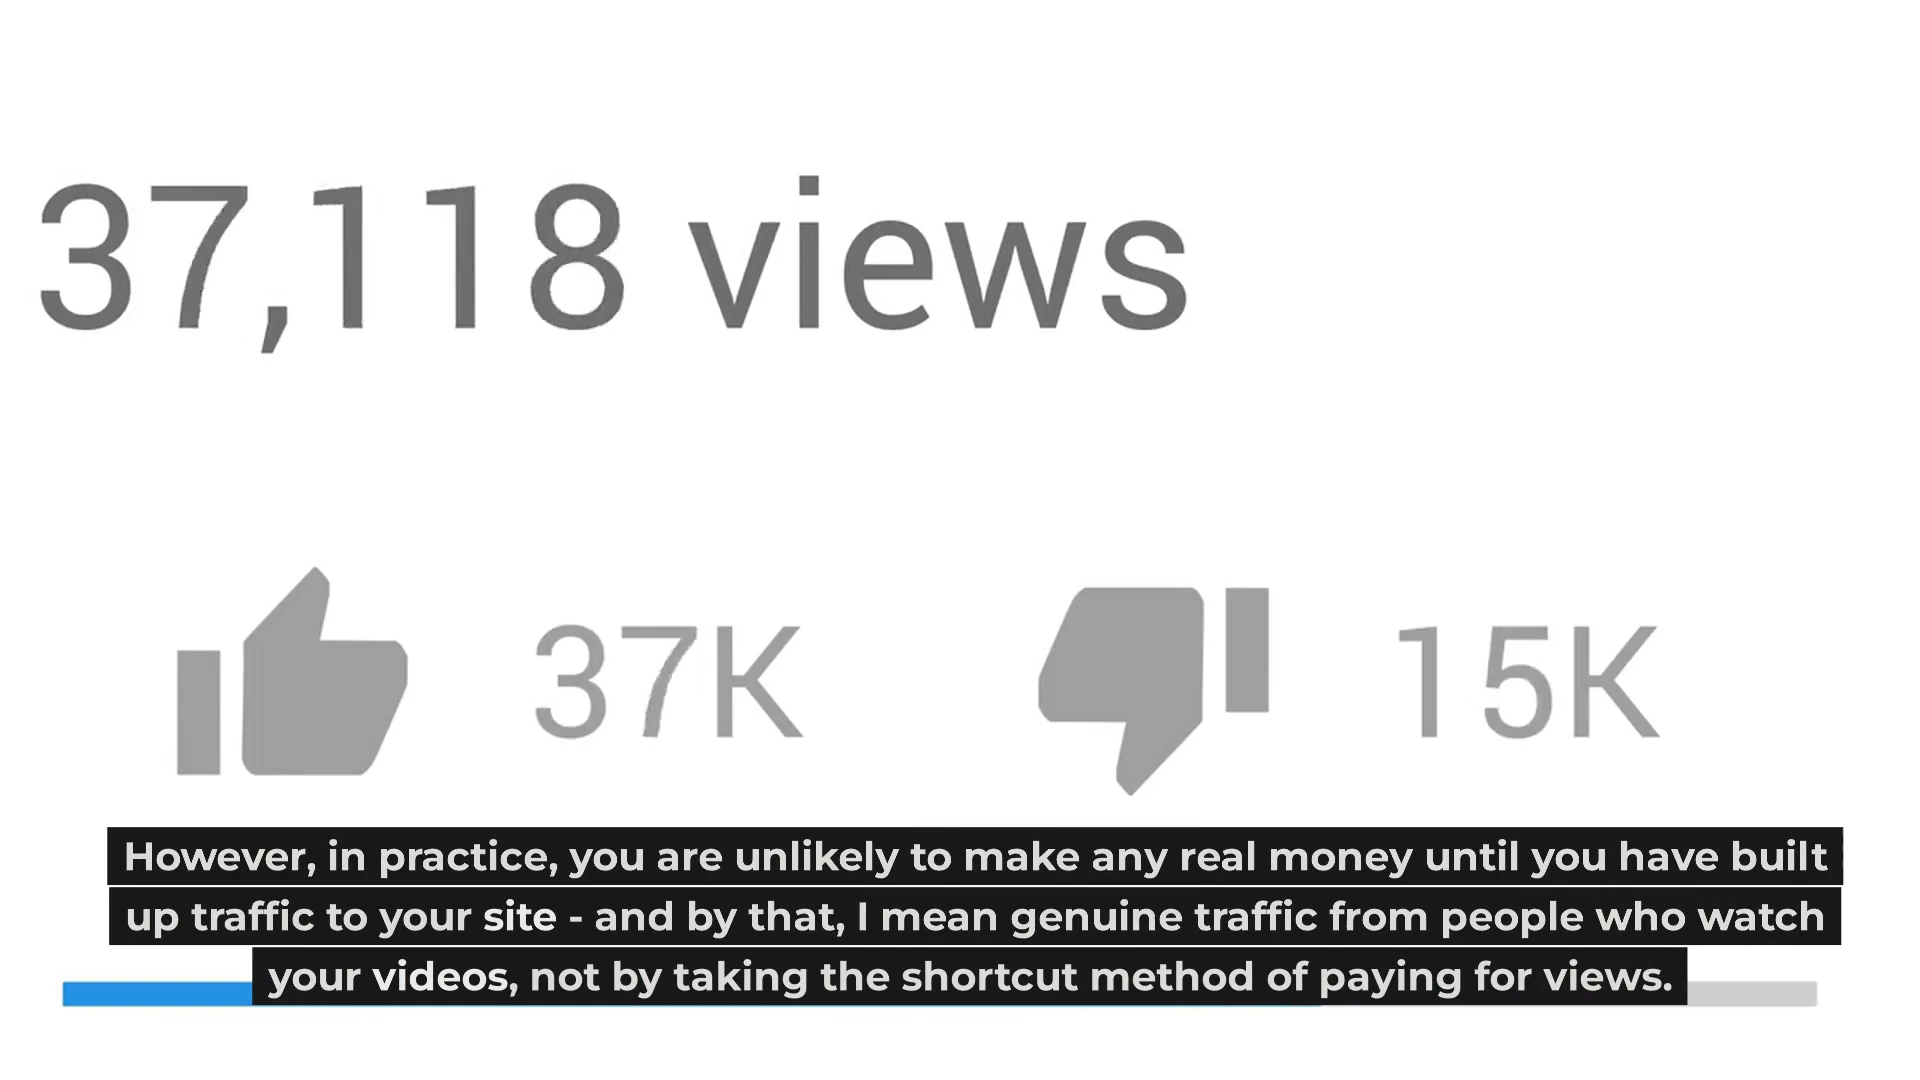 37,118 views
37K 15K
However, in practice, you are unlikely to make any real money until you have built
up traffic to your site - and by that, I mean genuine traffic from people who watch
your videos, not by taking the shortcut method of paying for views.